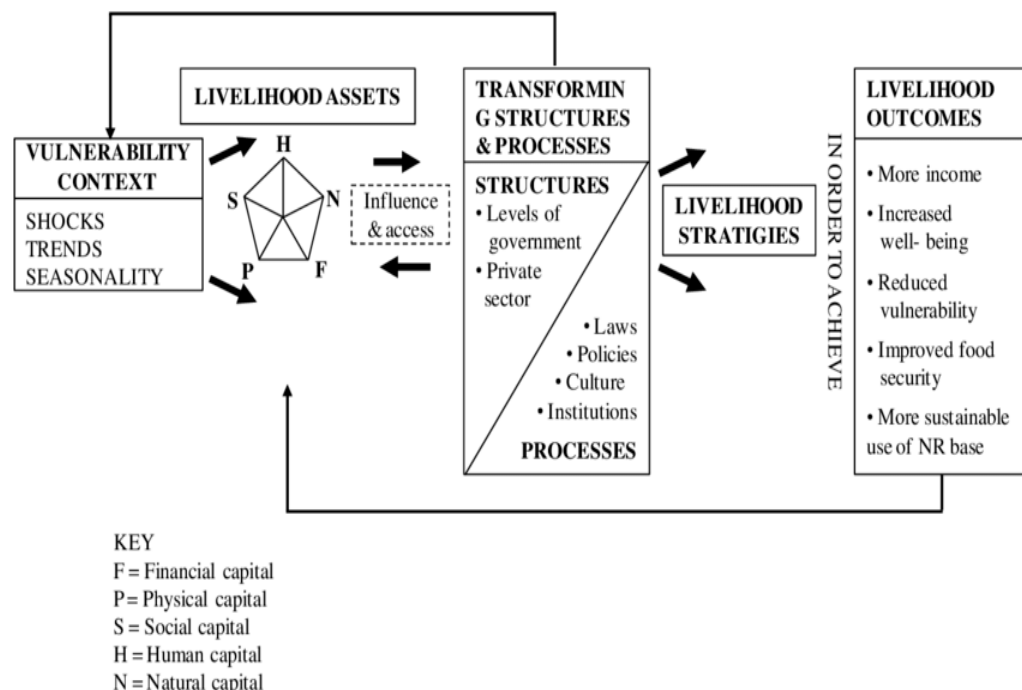 LIVELIHOOD ASSETS
VULNERABILITY
CONTEXT
SHOCKS
TRENDS
SEASONALITY
H
S
N
P
F
Influence
& access
TRANSFORMIN
G STRUCTURES
& PROCESSES
STRUCTURES
• Levels of
government
• Private
sector
• Laws
• Policies
• Culture
• Institutions
PROCESSES
LIVELIHOOD
STRATIGIES
IN ORDER TO ACHIEVE
LIVELIHOOD
OUTCOMES
• More income
• Increased
well- being
• Reduced
vulnerability
• Improved food
security
• More sustainable
use of NR base
KEY
F = Financial capital
P = Physical capital
S = Social capital
H = Human capital
N = Natural capital